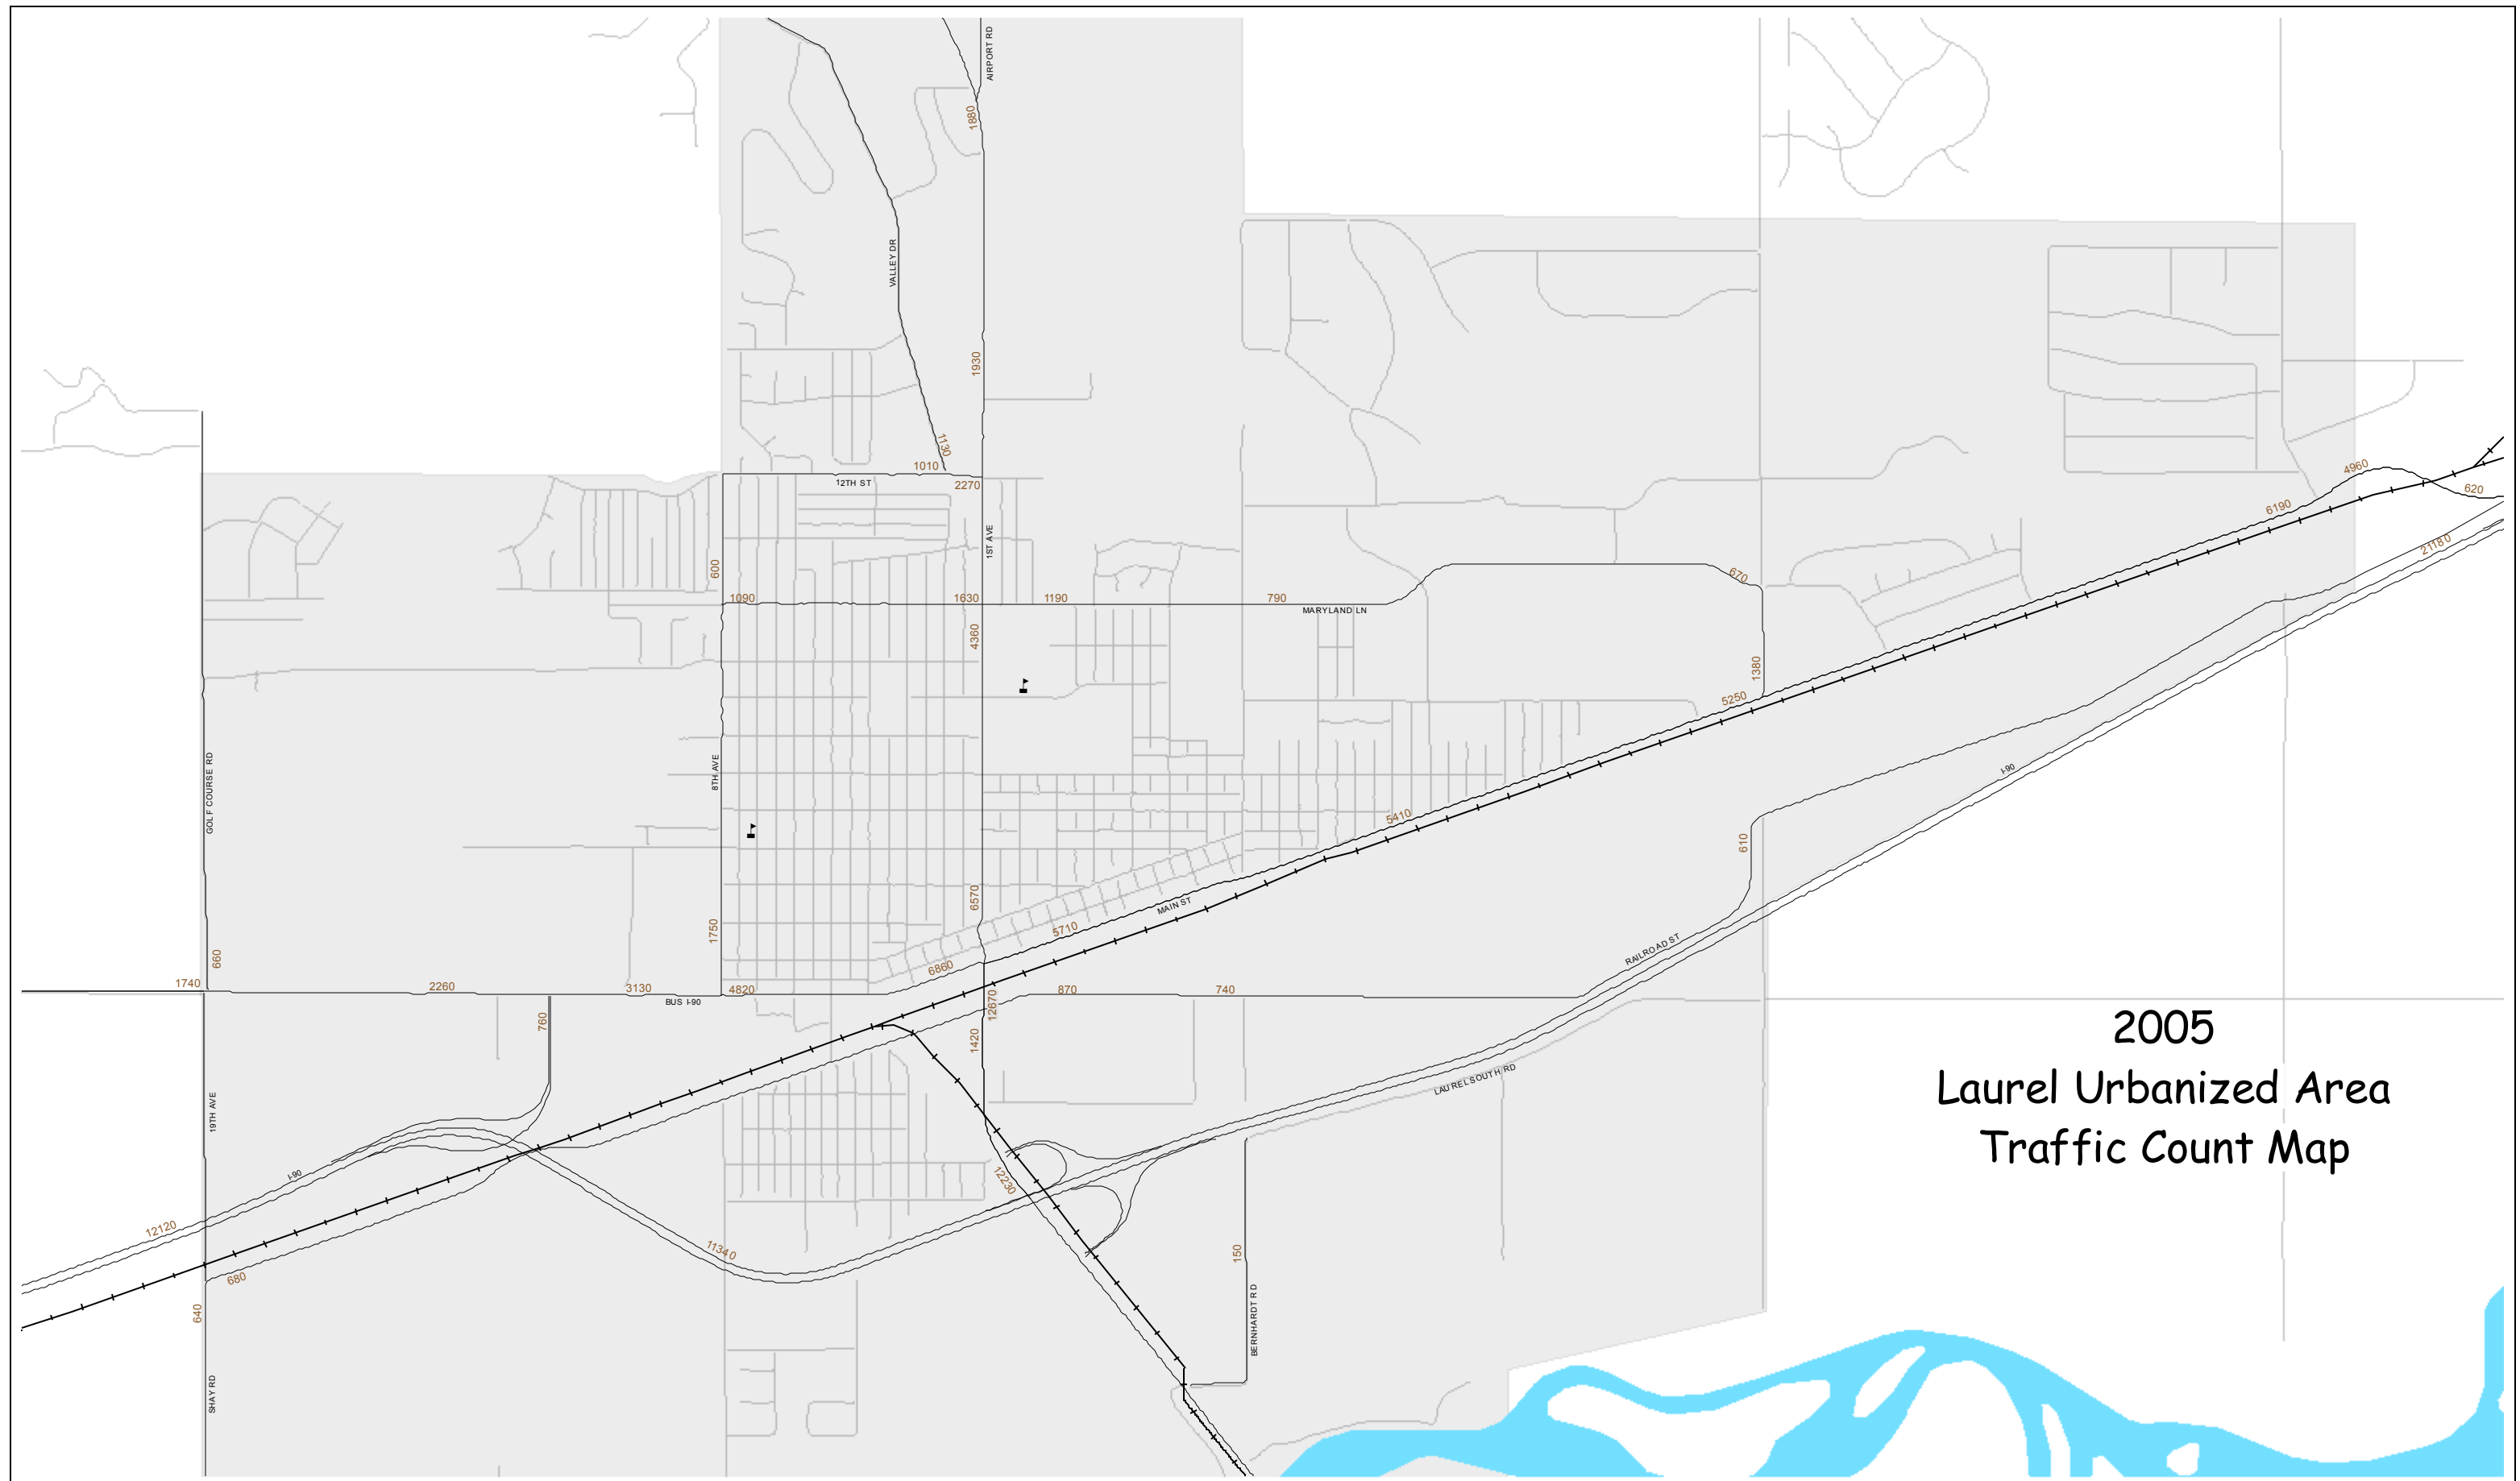 AIRPORT RD
1880
VALLEY DR
1930
1130
1010
12TH ST
2270
4960
620
6190
21180
1ST AVE
600
670
1090
1630
1190
790
MARYLAND LN
4360
1380
5250
GOLF COURSE RD
8TH AVE
I-90
5410
610
6570
MAIN ST
1750
5710
660
RAILROAD ST
6860
1740
2260
3130
4820
870
740
BUS I-90
12670
760
1420
2005
Laurel Urbanized Area
Traffic Count Map
LAUREL SOUTH RD
19TH AVE
I-90
12230
12120
11340
150
680
640
BERNHARDT RD
SHAY RD